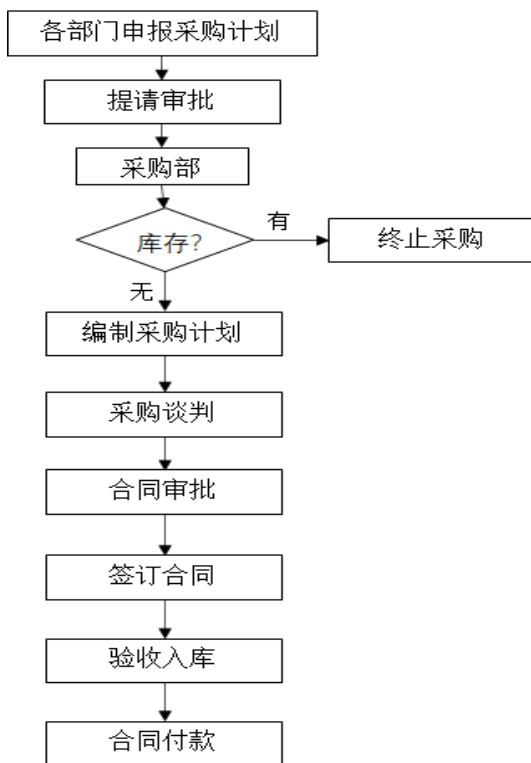 各部门申报采购计划
提请审批
采购部
库存?
有
终止采购
无
编制采购计划
采购谈判
合同审批
签订合同
验收入库
合同付款